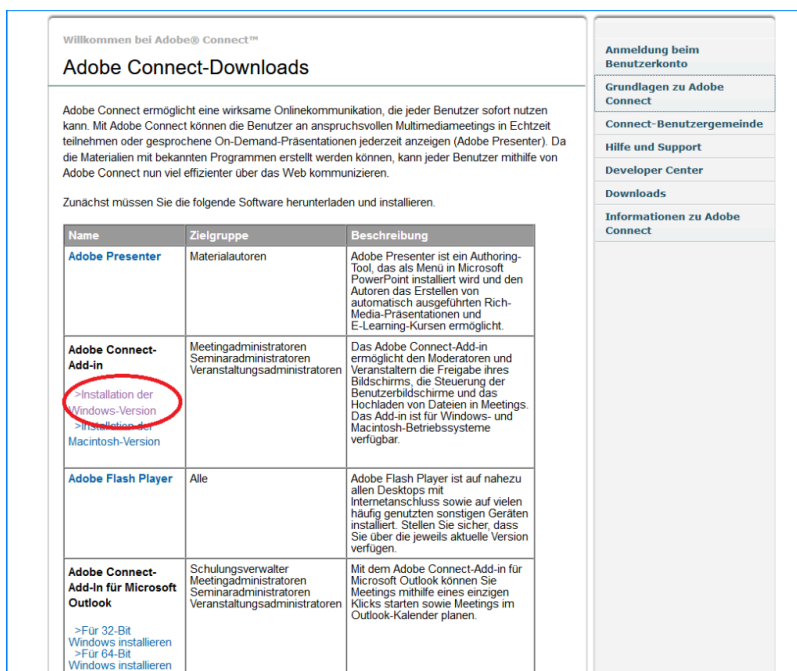 Willkommen bei Adobe® Connect™
Adobe Connect-Downloads
Adobe Connect ermöglicht eine wirksame Onlinekommunikation, die jeder Benutzer sofort nutzen
kann. Mit Adobe Connect können die Benutzer an anspruchsvollen Multimediameetings in Echtzeit
teilnehmen oder gesprochene On-Demand-Präsentationen jederzeit anzeigen (Adobe Presenter). Da
die Materialien mit bekannten Programmen erstellt werden können, kann jeder Benutzer mithilfe von
Adobe Connect nun viel effizienter über das Web kommunizieren.
Zunächst müssen Sie die folgende Software herunterladen und installieren.
Name
Zielgruppe
Beschreibung
Adobe Presenter
Materialautoren
Adobe Presenter ist ein Authoring-
Tool, das als Menü in Microsoft
PowerPoint installiert wird und den
Autoren das Erstellen von
automatisch ausgeführten Rich-
Media-Präsentationen und
E-Learning-Kursen ermöglicht.
Adobe Connect-
Add-in
>Installation der
Windows-Version
>Installation der
Macintosh-Version
Meetingadministratoren
Seminaradministratoren
Veranstaltungsadministratoren
Das Adobe Connect-Add-in
ermöglicht den Moderatoren und
Veranstaltern die Freigabe ihres
Bildschirms, die Steuerung der
Benutzerbildschirme und das
Hochladen von Dateien in Meetings.
Das Add-in ist für Windows- und
Macintosh-Betriebssysteme
verfügbar.
Adobe Flash Player
Alle
Adobe Flash Player ist auf nahezu
allen Desktops mit
Internetanschluss sowie auf vielen
häufig genutzten sonstigen Geräten
installiert. Stellen Sie sicher, dass
Sie über die jeweils aktuelle Version
verfügen.
Adobe Connect-
Add-In für Microsoft
Outlook
>Für 32-Bit
Windows installieren
>Für 64-Bit
Windows installieren
Schulungsverwalter
Meetingadministratoren
Seminaradministratoren
Veranstaltungsadministratoren
Mit dem Adobe Connect-Add-in für
Microsoft Outlook können Sie
Meetings mithilfe eines einzigen
Klicks starten sowie Meetings im
Outlook-Kalender planen.
Anmeldung beim
Benutzerkonto
Grundlagen zu Adobe
Connect
Connect-Benutzergemeinde
Hilfe und Support
Developer Center
Downloads
Informationen zu Adobe
Connect